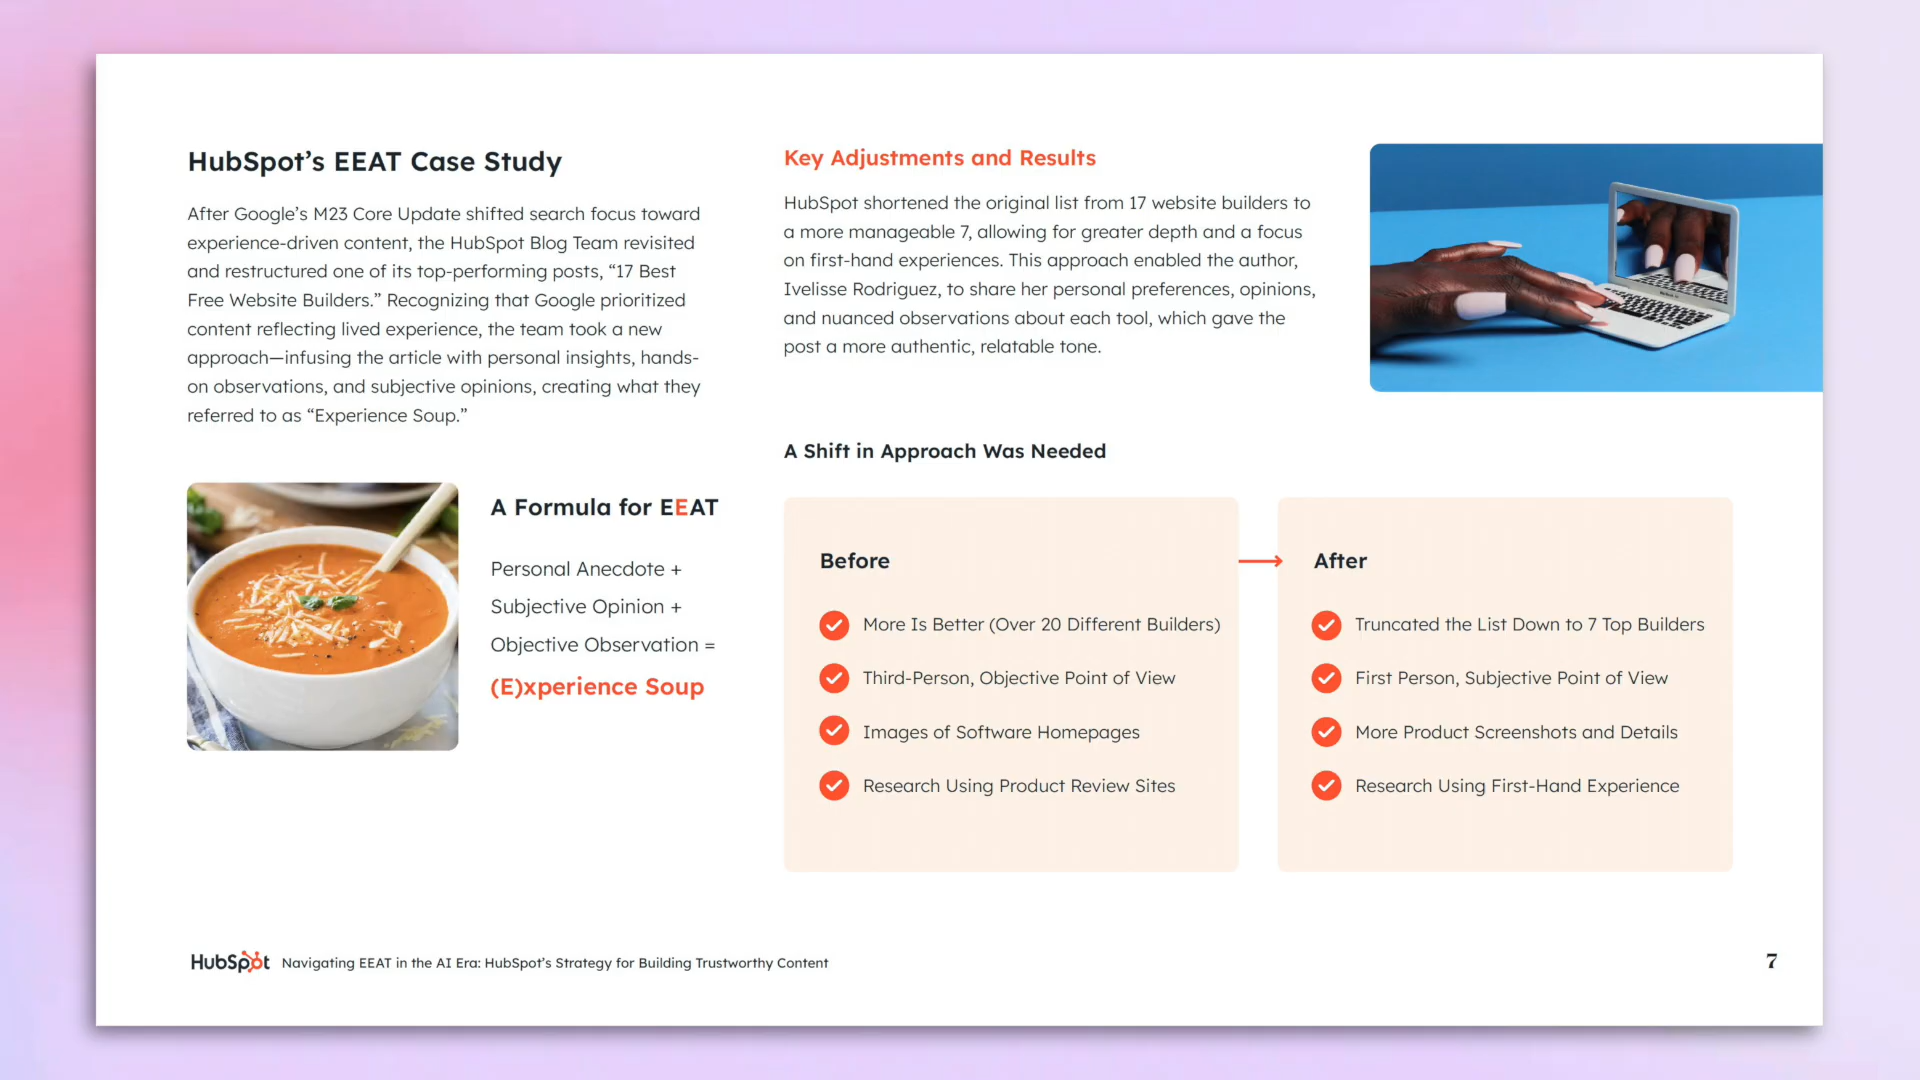 HubSpot’s EEAT Case Study
After Google’s M23 Core Update shifted search focus toward
experience-driven content, the HubSpot Blog Team revisited
and restructured one of its top-performing posts, “17 Best
Free Website Builders.” Recognizing that Google prioritized
content reflecting lived experience, the team took a new
approach—infusing the article with personal insights, hands-
on observations, and subjective opinions, creating what they
referred to as “Experience Soup.”
A Formula for EEAT
Personal Anecdote +
Subjective Opinion +
Objective Observation =
(E)xperience Soup
Key Adjustments and Results
HubSpot shortened the original list from 17 website builders to
a more manageable 7, allowing for greater depth and a focus
on first-hand experiences. This approach enabled the author,
Ivelisse Rodriguez, to share her personal preferences, opinions,
and nuanced observations about each tool, which gave the
post a more authentic, relatable tone.
A Shift in Approach Was Needed
Before
More Is Better (Over 20 Different Builders)
Third-Person, Objective Point of View
Images of Software Homepages
Research Using Product Review Sites
After
Truncated the List Down to 7 Top Builders
First Person, Subjective Point of View
More Product Screenshots and Details
Research Using First-Hand Experience
HubSpot Navigating EEAT in the AI Era: HubSpot’s Strategy for Building Trustworthy Content
7